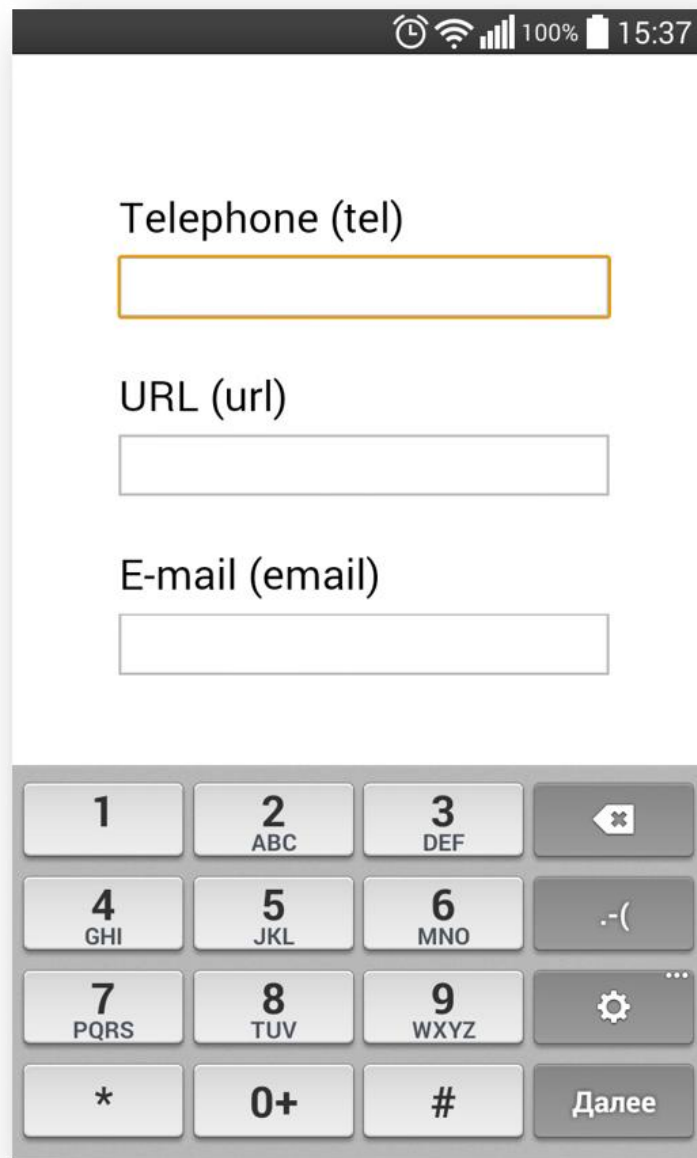 100% 15:37
Telephone (tel)
URL (url)
E-mail (email)
1 2 3
ABC DEF
4 5 6 .-(
GHI JKL MNO
7 8 9
PQRS TUV WXYZ
* 0+ # Далее